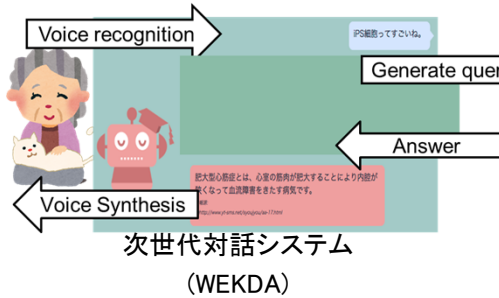 Voice recognition
iPS細胞ってすごいね。
Generate quer
Answer
肥大型心筋症とは、心室の筋肉が肥大することにより内腔が
狭くなって血流障害をきたす病気です。
Voice Synthesis
次世代対話システム
(WEKDA)